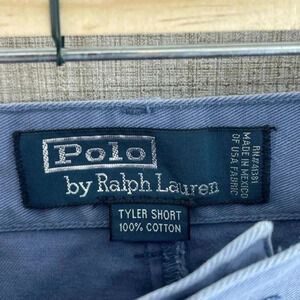 Polo
by Ralph Lauren
RN#41381
MADE IN MEXICO
OF USA FABRIC
TYLER SHORT
100% COTTON